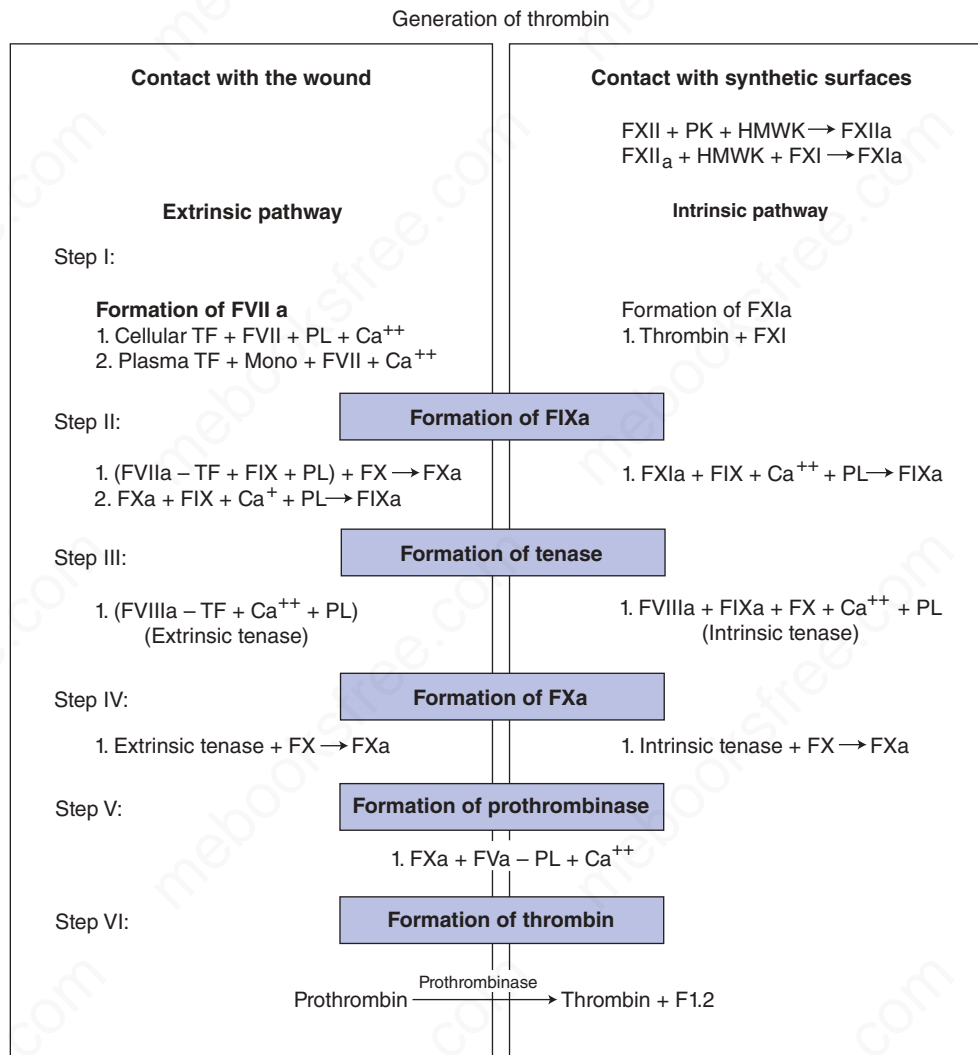 Generation of thrombin
Contact with the wound
Contact with synthetic surfaces
FXII + PK + HMWK → FXIIa
FXIIₐ + HMWK + FXI → FXIa
Extrinsic pathway
Intrinsic pathway
Step I:
Formation of FVII a
1. Cellular TF + FVII + PL + Ca⁺⁺
2. Plasma TF + Mono + FVII + Ca⁺⁺
Formation of FXIa
1. Thrombin + FXI
Step II:
Formation of FIXa
1. (FVIIa – TF + FIX + PL) + FX → FXa
2. FXa + FIX + Ca⁺ + PL → FIXa
1. FXIa + FIX + Ca⁺⁺ + PL → FIXa
Step III:
Formation of tenase
1. (FVIIIa – TF + Ca⁺⁺ + PL)
(Extrinsic tenase)
1. FVIIIa + FIXa + FX + Ca⁺⁺ + PL
(Intrinsic tenase)
Step IV:
Formation of FXa
1. Extrinsic tenase + FX → FXa
1. Intrinsic tenase + FX → FXa
Step V:
Formation of prothrombinase
1. FXa + FVa – PL + Ca⁺⁺
Step VI:
Formation of thrombin
Prothrombinase
Prothrombin → Thrombin + F1.2
mebooksfree.com